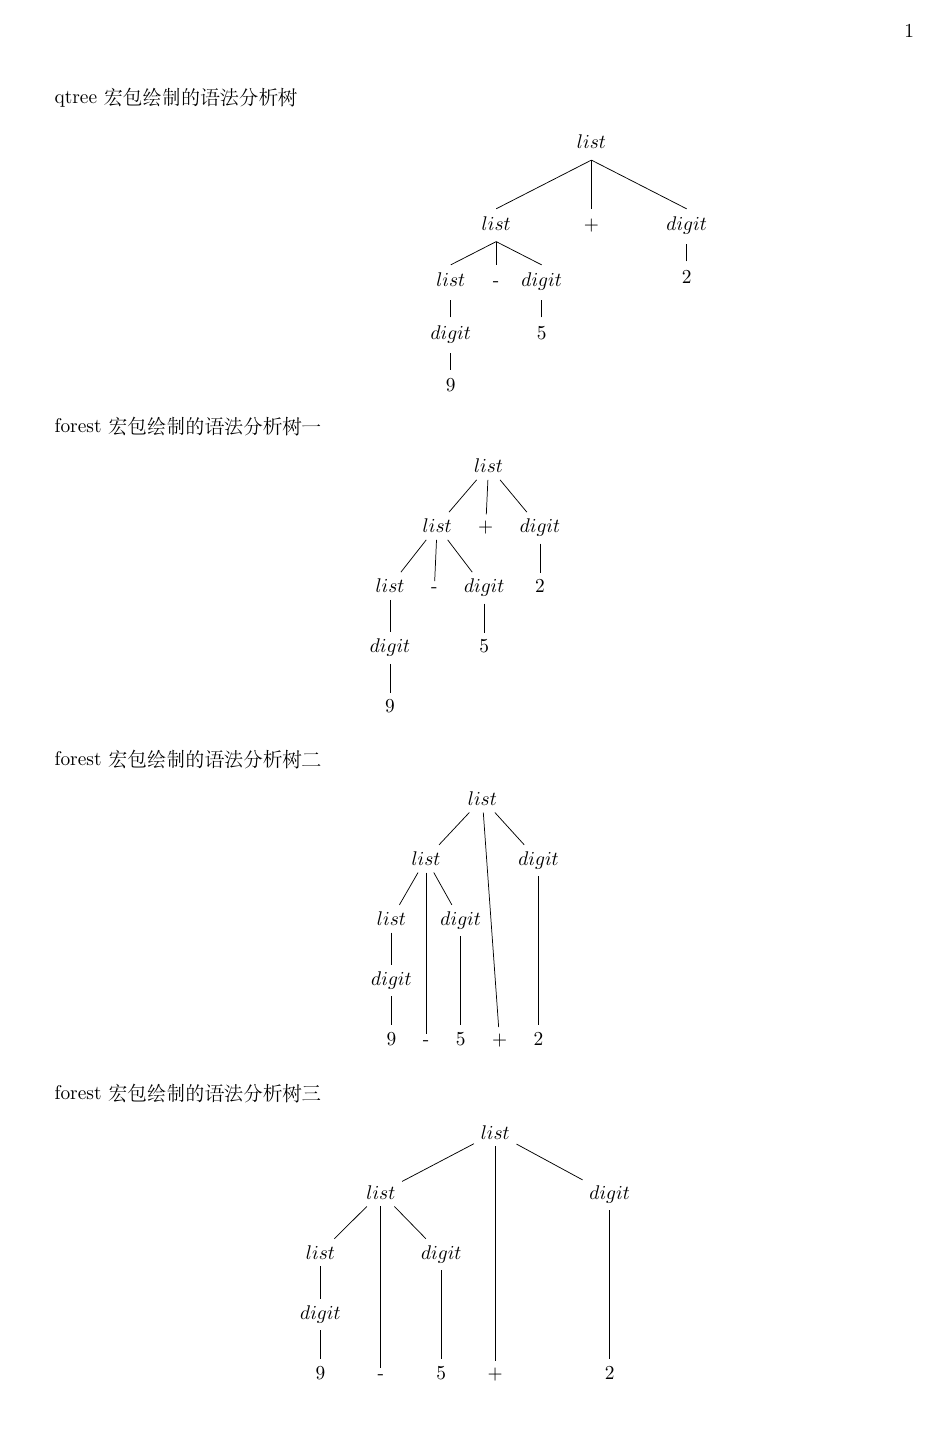 1
qtree 宏包绘制的语法分析树
list
list + digit
list - digit 2
digit 5
9
forest 宏包绘制的语法分析树一
list
list + digit
list - digit 2
digit 5
9
forest 宏包绘制的语法分析树二
list
list digit
list digit
digit
9 - 5 + 2
forest 宏包绘制的语法分析树三
list
list digit
list digit
digit
9 - 5 + 2